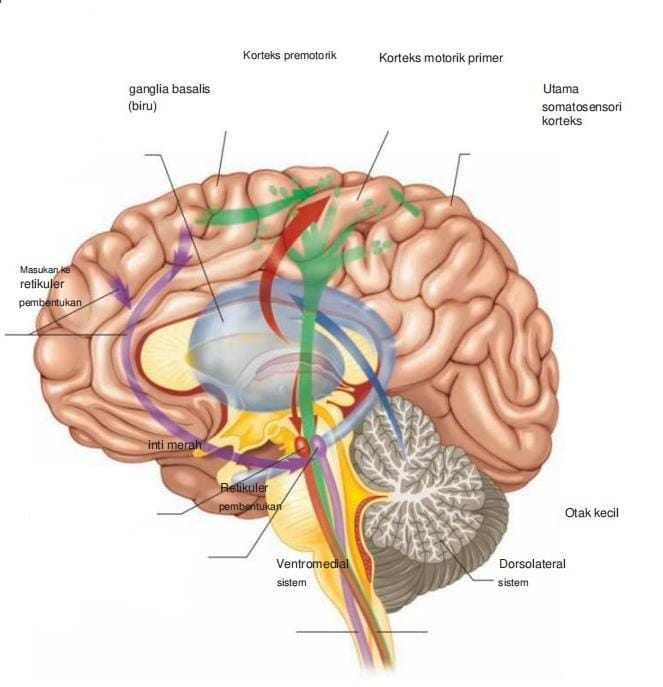 Korteks premotorik
Korteks motorik primer
ganglia basalis
(biru)
Utama
somatosensori
korteks
Masukan ke
retikuler
pembentukan
inti merah
Retikuler
pembentukan
Otak kecil
Ventromedial
sistem
Dorsolateral
sistem